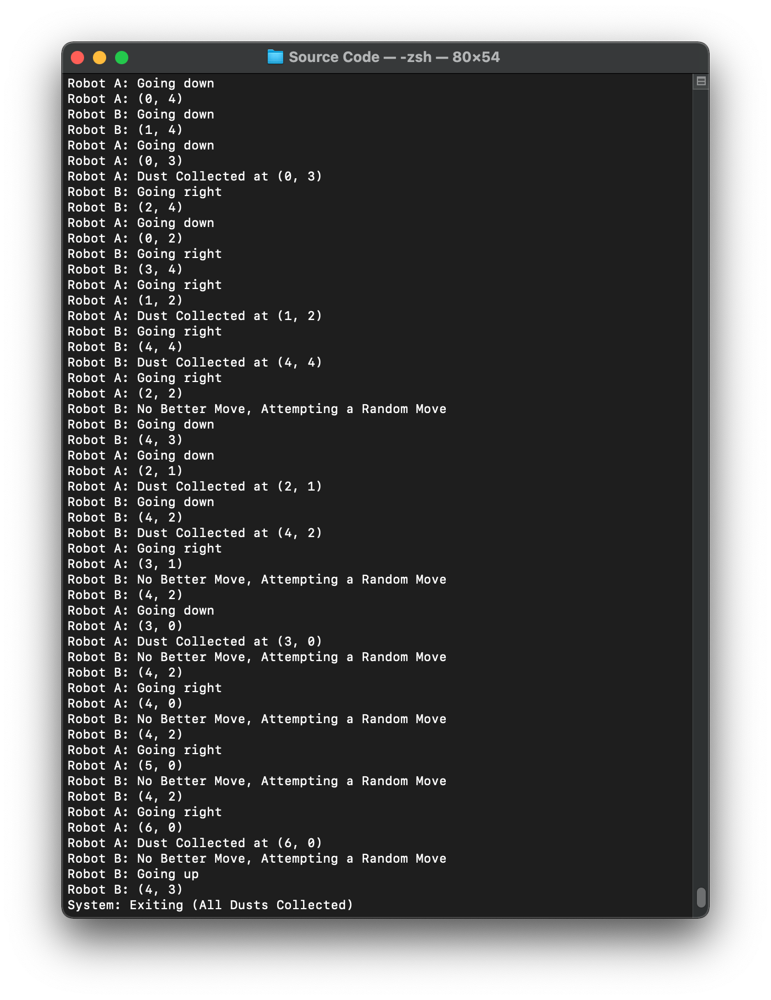 Source Code — -zsh — 80×54
Robot A: Going down
Robot A: (0, 4)
Robot B: Going down
Robot B: (1, 4)
Robot A: Going down
Robot A: (0, 3)
Robot A: Dust Collected at (0, 3)
Robot B: Going right
Robot B: (2, 4)
Robot A: Going down
Robot A: (0, 2)
Robot B: Going right
Robot B: (3, 4)
Robot A: Going right
Robot A: (1, 2)
Robot A: Dust Collected at (1, 2)
Robot B: Going right
Robot B: (4, 4)
Robot B: Dust Collected at (4, 4)
Robot A: Going right
Robot A: (2, 2)
Robot B: No Better Move, Attempting a Random Move
Robot B: Going down
Robot B: (4, 3)
Robot A: Going down
Robot A: (2, 1)
Robot A: Dust Collected at (2, 1)
Robot B: Going down
Robot B: (4, 2)
Robot B: Dust Collected at (4, 2)
Robot A: Going right
Robot A: (3, 1)
Robot B: No Better Move, Attempting a Random Move
Robot B: (4, 2)
Robot A: Going down
Robot A: (3, 0)
Robot A: Dust Collected at (3, 0)
Robot B: No Better Move, Attempting a Random Move
Robot B: (4, 2)
Robot A: Going right
Robot A: (4, 0)
Robot B: No Better Move, Attempting a Random Move
Robot B: (4, 2)
Robot A: Going right
Robot A: (5, 0)
Robot B: No Better Move, Attempting a Random Move
Robot B: (4, 2)
Robot A: Going right
Robot A: (6, 0)
Robot A: Dust Collected at (6, 0)
Robot B: No Better Move, Attempting a Random Move
Robot B: Going up
Robot B: (4, 3)
System: Exiting (All Dusts Collected)